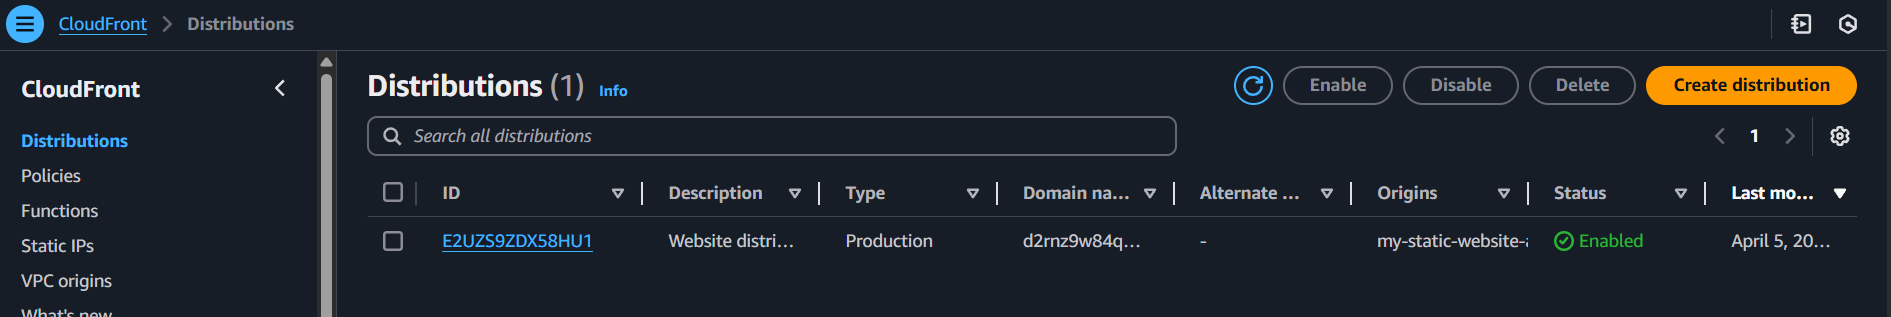 CloudFront > Distributions
CloudFront
Distributions
Policies
Functions
Static IPs
VPC origins
What's new
Distributions (1) Info
Enable Disable Delete Create distribution
Search all distributions
1
ID Description Type Domain na... Alternate ... Origins Status Last mo...
E2UZS9ZDX58HU1 Website distri... Production d2rnz9w84q... - my-static-website-a Enabled April 5, 20...